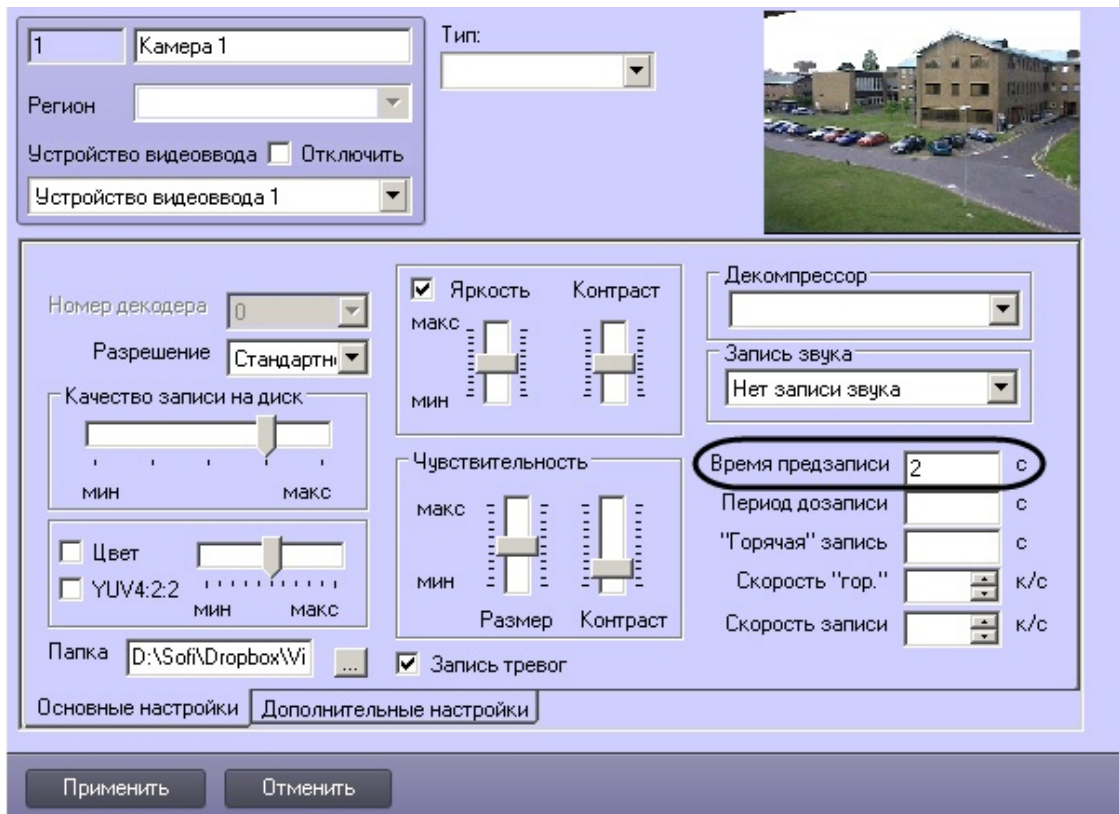 1
Камера 1
Тип:
Регион
Устройство видеоввода
Отключить
Устройство видеоввода 1
Номер декодера
0
Разрешение
Стандартн
Качество записи на диск
мин
макс
Цвет
YUV4:2:2
мин
макс
Папка
D:\Sofi\Dropbox\Vi
...
Яркость
Контраст
макс
мин
Чувствительность
макс
мин
Размер
Контраст
Запись тревог
Декомпрессор
Запись звука
Нет записи звука
Время предзаписи
2
с
Период дозаписи
с
"Горячая" запись
с
Скорость "гор."
к/с
Скорость записи
к/с
Основные настройки
Дополнительные настройки
Применить
Отменить